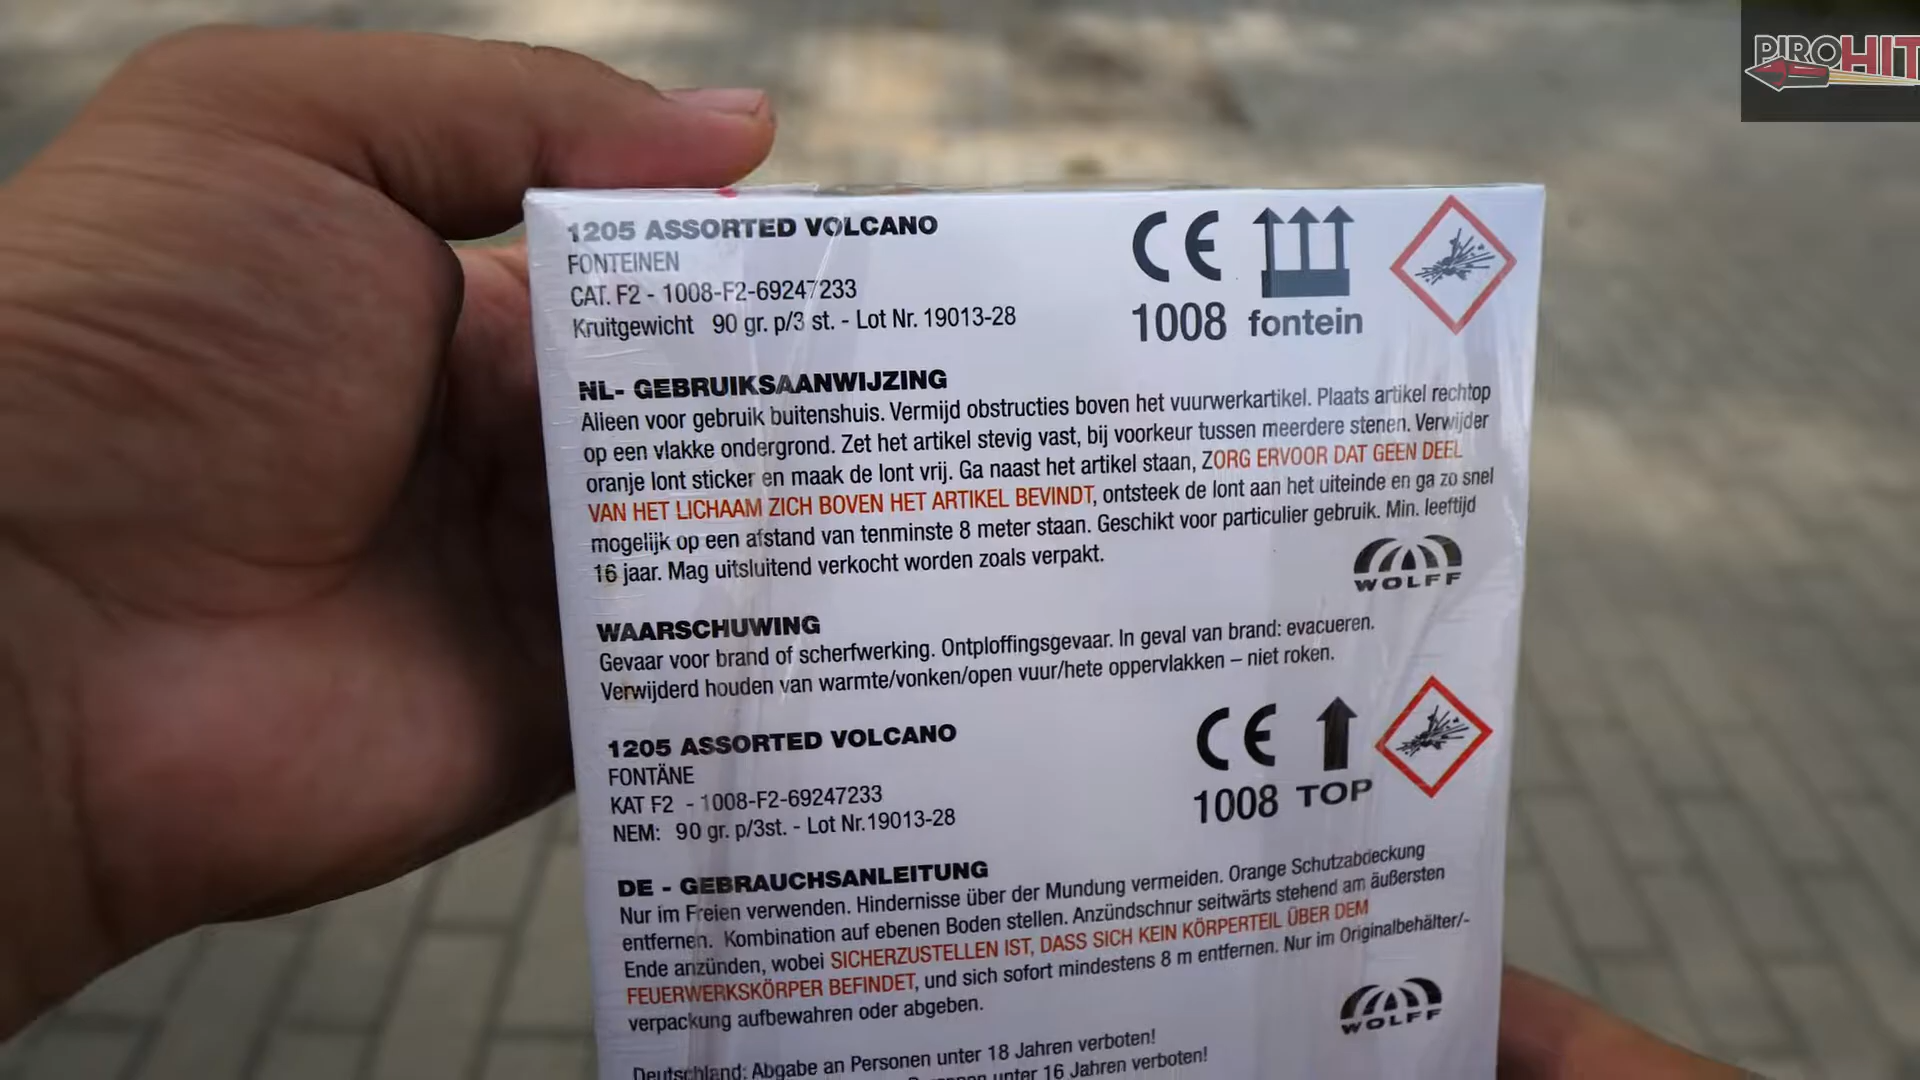 PIROHIT
1205 ASSORTED VOLCANO
FONTEINEN
CAT. F2 - 1008-F2-69247233
Kruitgewicht 90 gr. p/3 st. - Lot Nr. 19013-28
CE
1008 fontein
NL- GEBRUIKSAANWIJZING
Alleen voor gebruik buitenshuis. Vermijd obstructies boven het vuurwerkartikel. Plaats artikel rechtop
op een vlakke ondergrond. Zet het artikel stevig vast, bij voorkeur tussen meerdere stenen. Verwijder
oranje lont sticker en maak de lont vrij. Ga naast het artikel staan, ZORG ERVOOR DAT GEEN DEEL
VAN HET LICHAAM ZICH BOVEN HET ARTIKEL BEVINDT, ontsteek de lont aan het uiteinde en ga zo snel
mogelijk op een afstand van tenminste 8 meter staan. Geschikt voor particulier gebruik. Min. leeftijd
16 jaar. Mag uitsluitend verkocht worden zoals verpakt.
WOLFF
WAARSCHUWING
Gevaar voor brand of scherfwerking. Ontploffingsgevaar. In geval van brand: evacueren.
Verwijderd houden van warmte/vonken/open vuur/hete oppervlakken – niet roken.
1205 ASSORTED VOLCANO
FONTÄNE
KAT F2 - 1008-F2-69247233
NEM: 90 gr. p/3st. - Lot Nr.19013-28
CE
1008 TOP
DE - GEBRAUCHSANLEITUNG
Nur im Freien verwenden. Hindernisse über der Mundung vermeiden. Orange Schutzabdeckung
entfernen. Kombination auf ebenen Boden stellen. Anzündschnur seitwärts stehend am äußersten
Ende anzünden, wobei SICHERZUSTELLEN IST, DASS SICH KEIN KÖRPERTEIL ÜBER DEM
FEUERWERKSKÖRPER BEFINDET, und sich sofort mindestens 8 m entfernen. Nur im Originalbehälter/-
verpackung aufbewahren oder abgeben.
WOLFF
Deutschland: Abgabe an Personen unter 18 Jahren verboten!
unter 16 Jahren verboten!